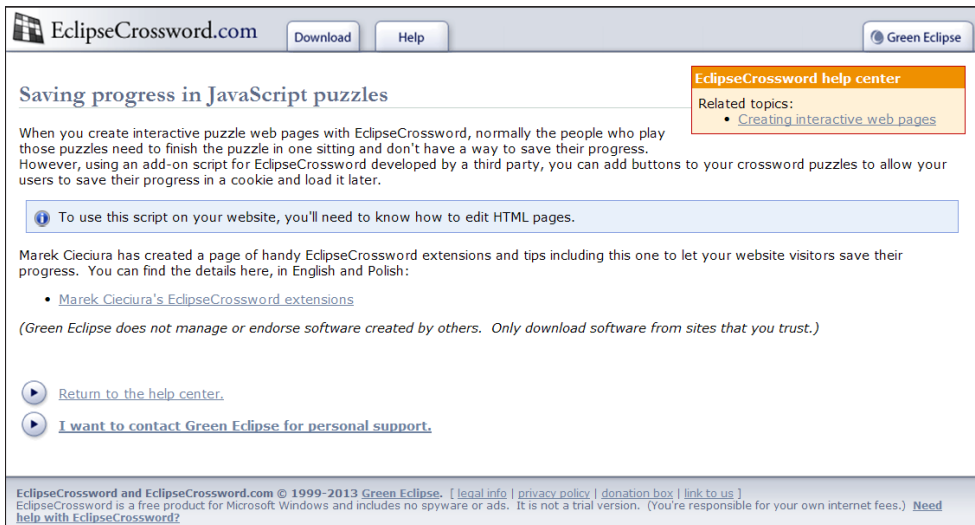 EclipseCrossword.com
Download
Help
Green Eclipse
EclipseCrossword help center
Related topics:
• Creating interactive web pages
Saving progress in JavaScript puzzles
When you create interactive puzzle web pages with EclipseCrossword, normally the people who play
those puzzles need to finish the puzzle in one sitting and don't have a way to save their progress.
However, using an add-on script for EclipseCrossword developed by a third party, you can add buttons to your crossword puzzles to allow your
users to save their progress in a cookie and load it later.
To use this script on your website, you'll need to know how to edit HTML pages.
Marek Cieciura has created a page of handy EclipseCrossword extensions and tips including this one to let your website visitors save their
progress. You can find the details here, in English and Polish:
• Marek Cieciura's EclipseCrossword extensions
(Green Eclipse does not manage or endorse software created by others. Only download software from sites that you trust.)
Return to the help center.
I want to contact Green Eclipse for personal support.
EclipseCrossword and EclipseCrossword.com © 1999-2013 Green Eclipse. [ legal info | privacy policy | donation box | link to us ]
EclipseCrossword is a free product for Microsoft Windows and includes no spyware or ads. It is not a trial version. (You're responsible for your own internet fees.) Need
help with EclipseCrossword?